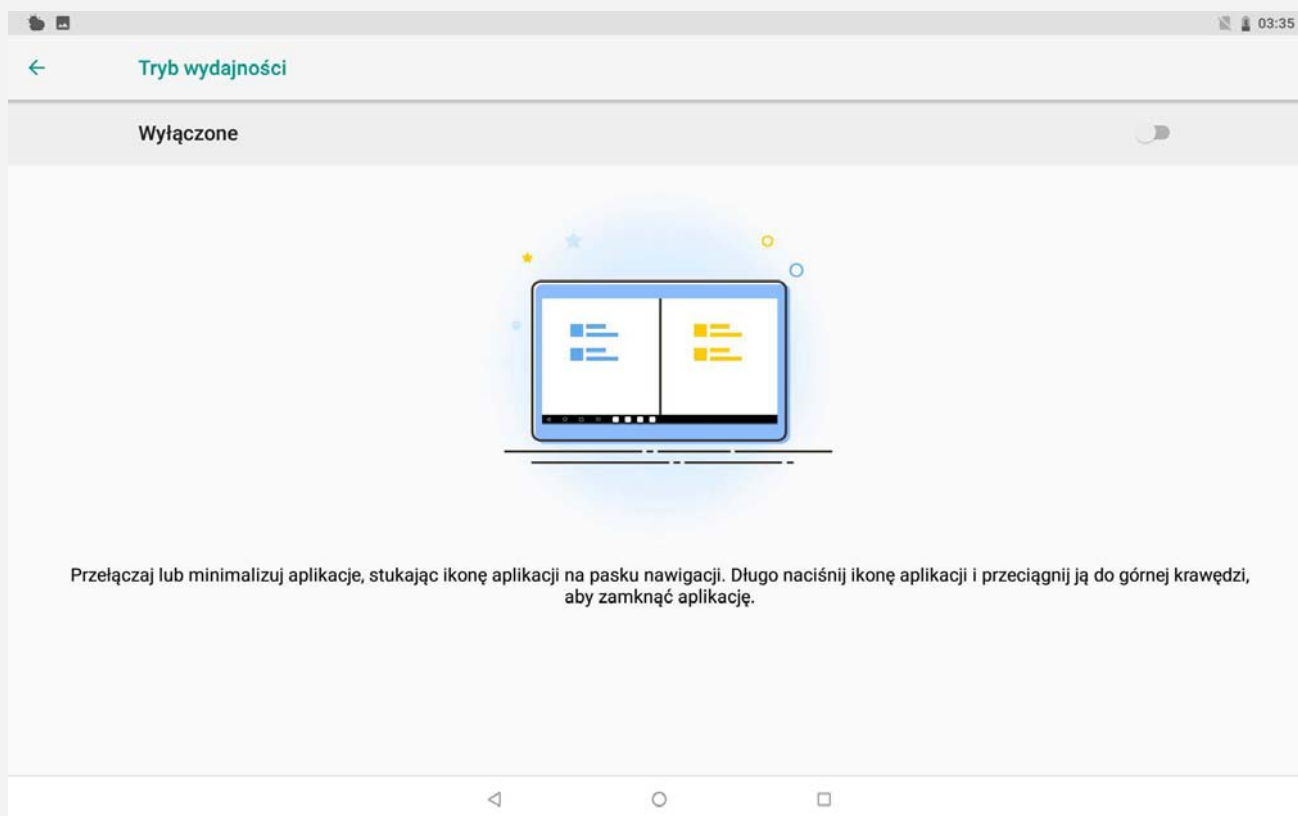 03:35
Tryb wydajności
Wyłączone
Przełączaj lub minimalizuj aplikacje, stukając ikonę aplikacji na pasku nawigacji. Długo naciśnij ikonę aplikacji i przeciągnij ją do górnej krawędzi,
aby zamknąć aplikację.